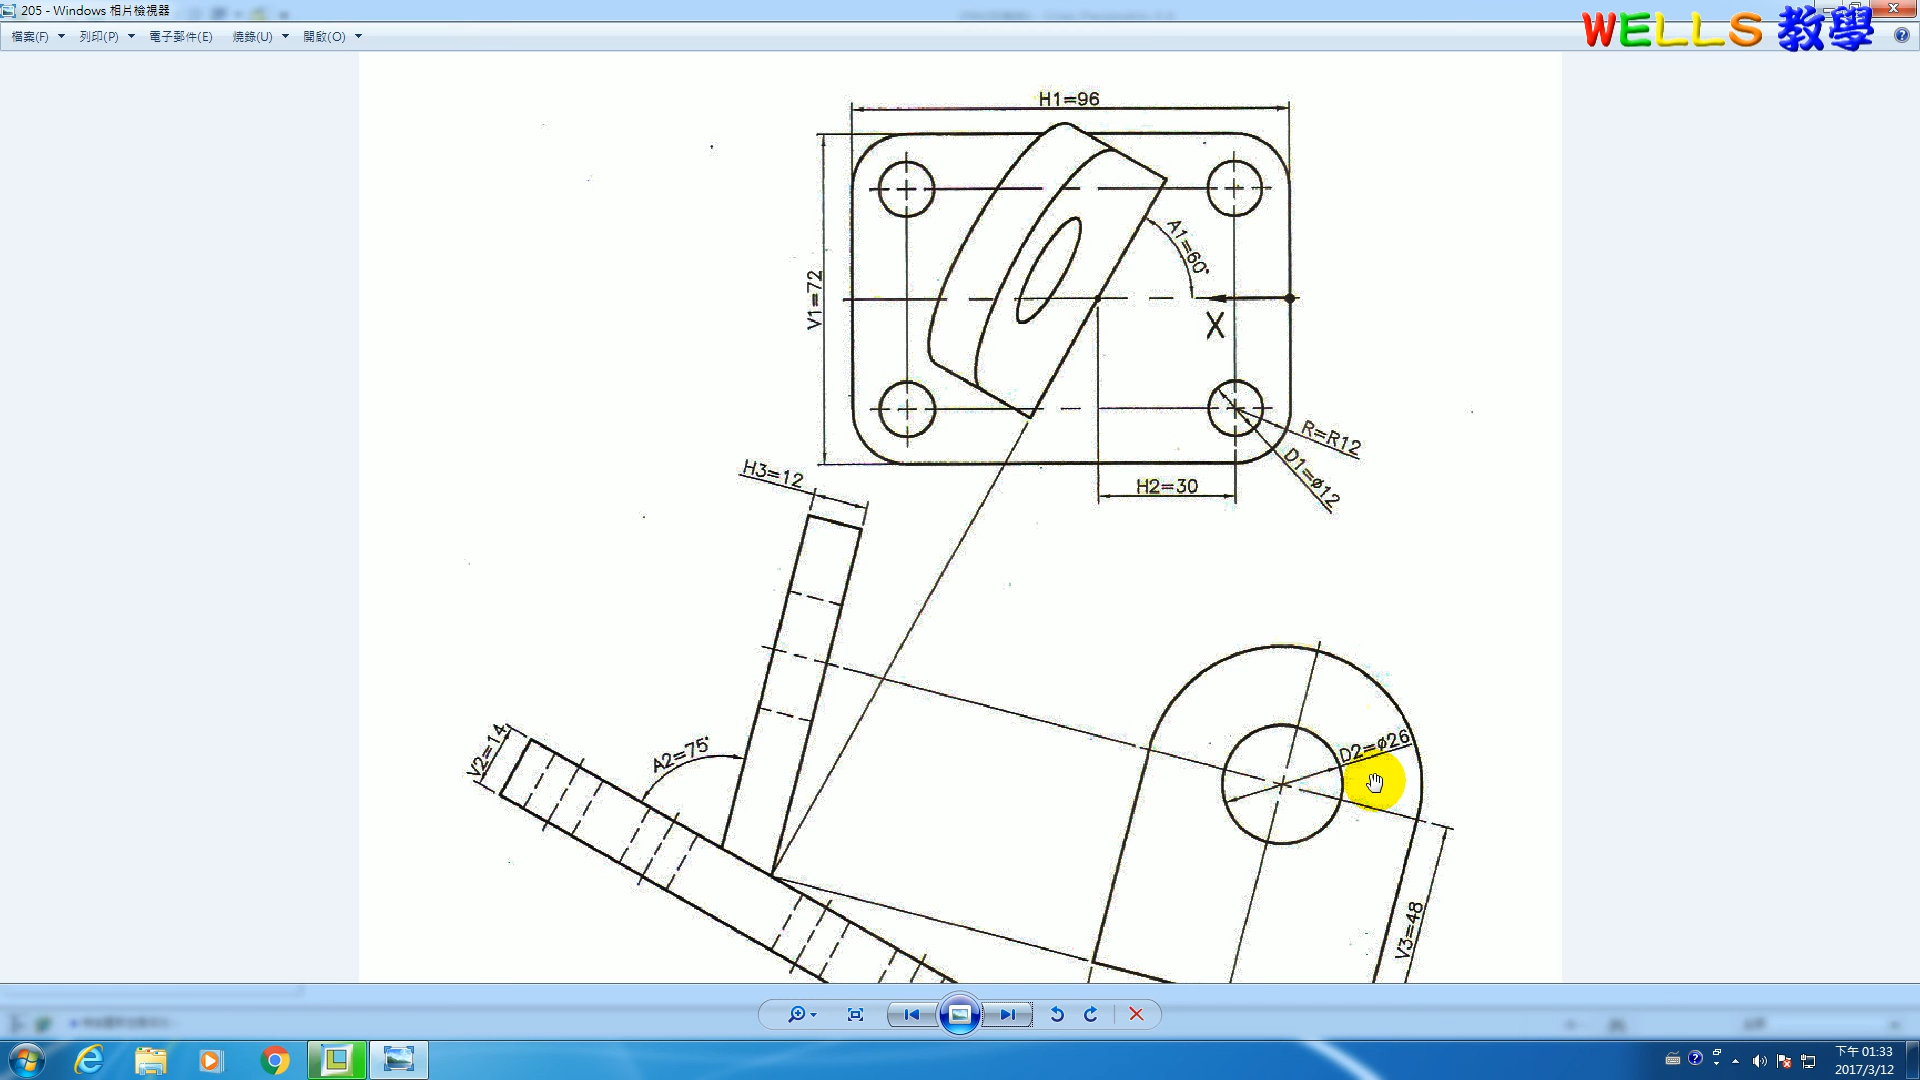 205 - Windows 相片檢視器
WELLS 教學
檔案(F) 列印(P) 電子郵件(E) 燒錄(U) 開啟(O)
H1=96
A1=60°
V1=72
X
R=R12
D1=ø12
H2=30
H3=12
A2=75°
V2=14
D2=ø26
V3=48
下午 01:33
2017/3/12